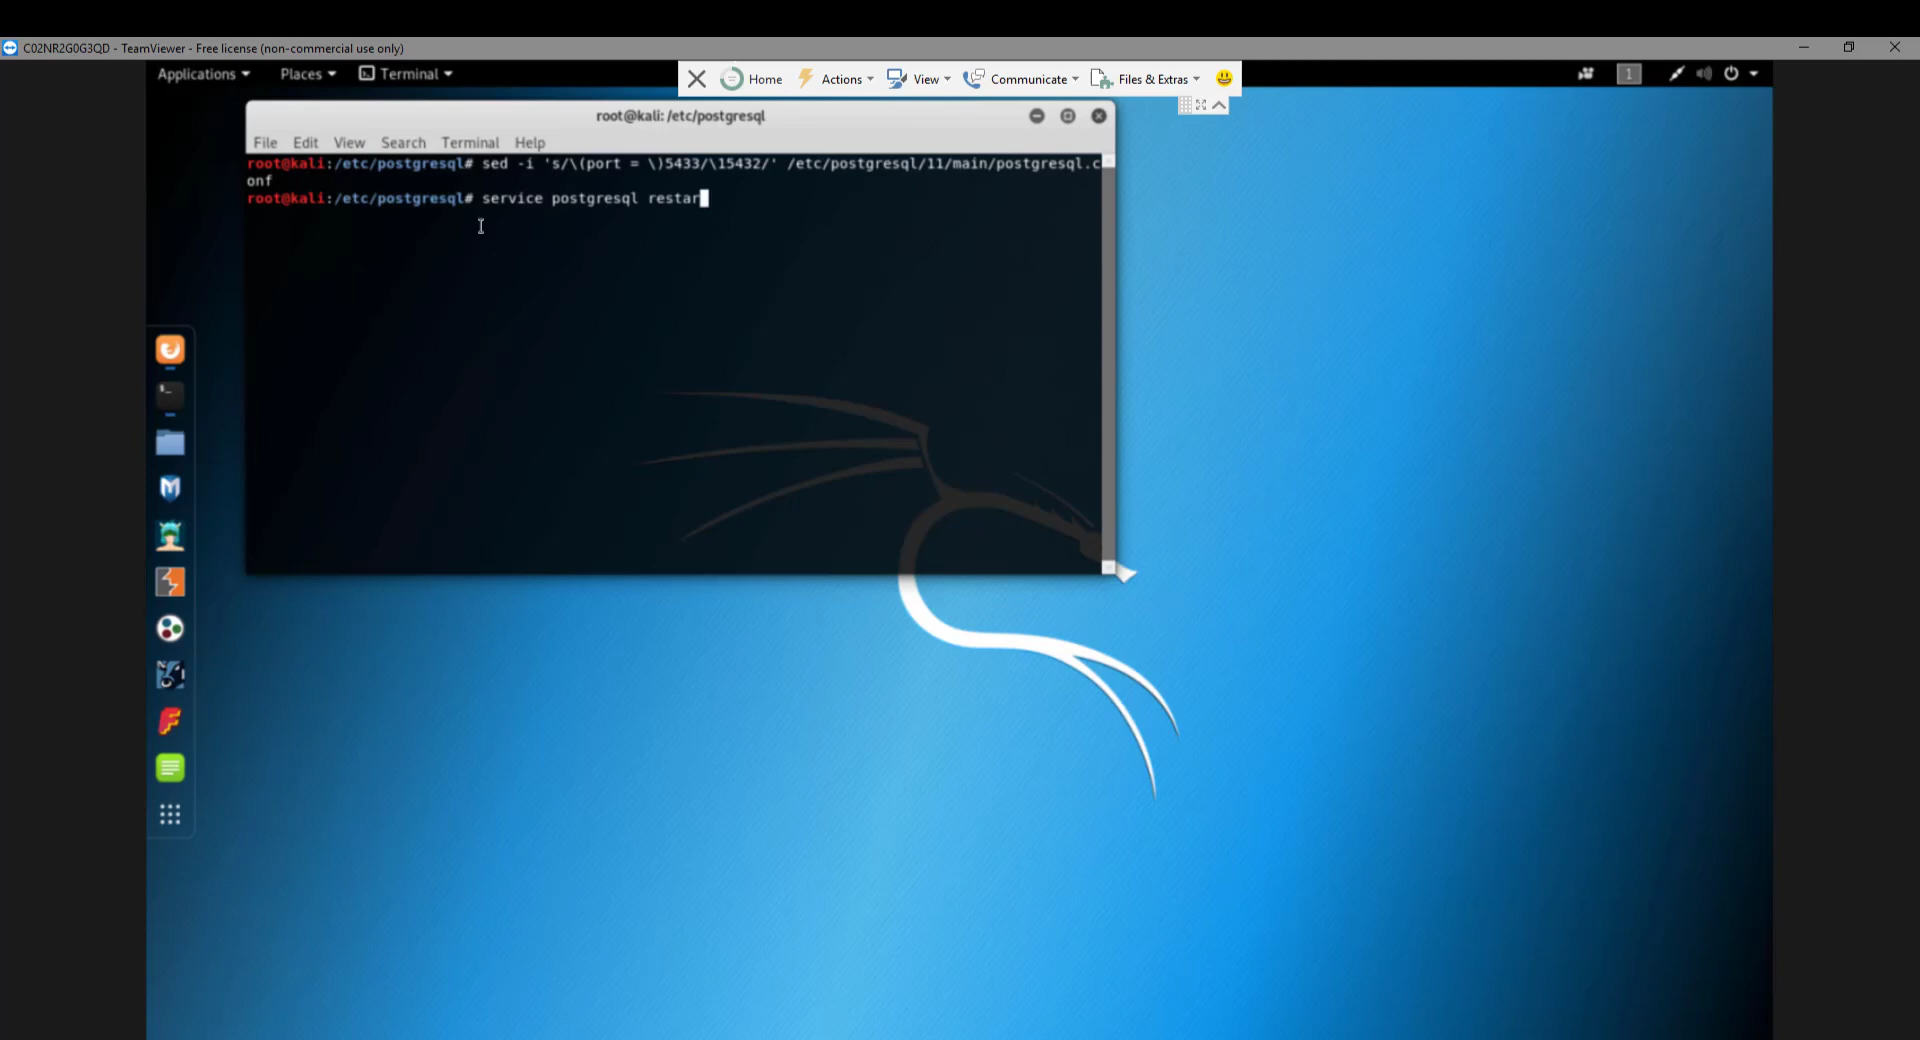 C02NR2G0G3QD - TeamViewer - Free license (non-commercial use only)
Applications Places Terminal
Home Actions View Communicate Files & Extras
1
root@kali: /etc/postgresql
File Edit View Search Terminal Help
root@kali:/etc/postgresql# sed -i 's/\(port = \)5433/\15432/' /etc/postgresql/11/main/postgresql.c
onf
root@kali:/etc/postgresql# service postgresql restar